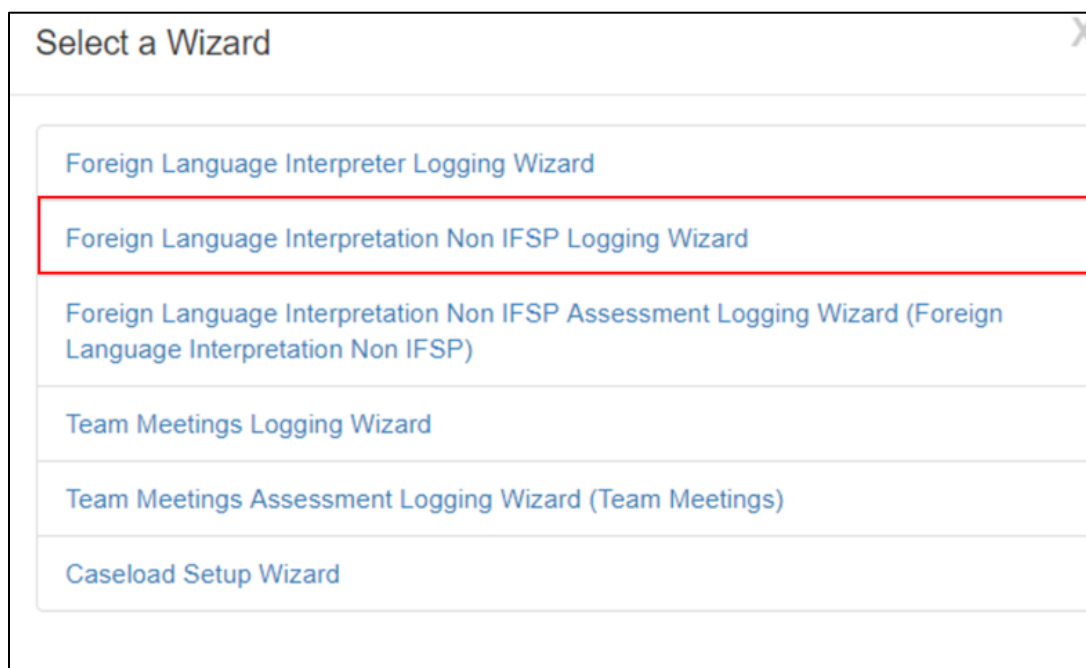 Select a Wizard
X
Foreign Language Interpreter Logging Wizard
Foreign Language Interpretation Non IFSP Logging Wizard
Foreign Language Interpretation Non IFSP Assessment Logging Wizard (Foreign
Language Interpretation Non IFSP)
Team Meetings Logging Wizard
Team Meetings Assessment Logging Wizard (Team Meetings)
Caseload Setup Wizard